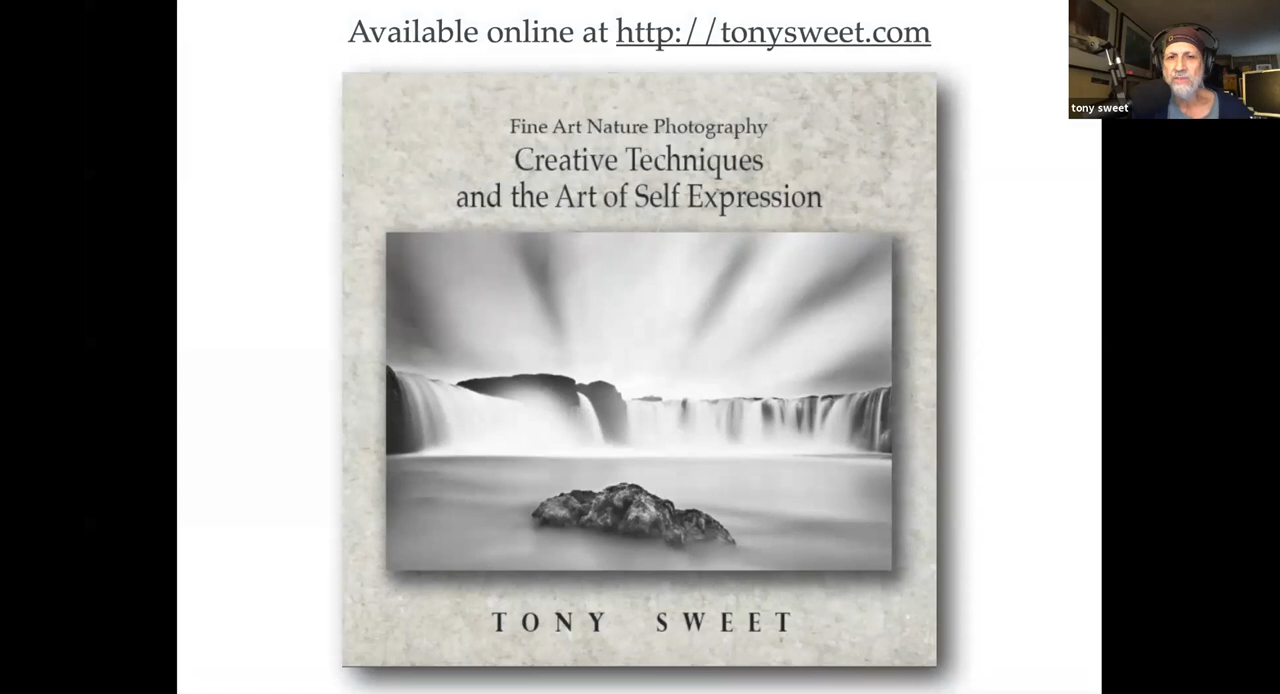 Available online at http://tonysweet.com
tony sweet
Fine Art Nature Photography
Creative Techniques
and the Art of Self Expression
TONY SWEET